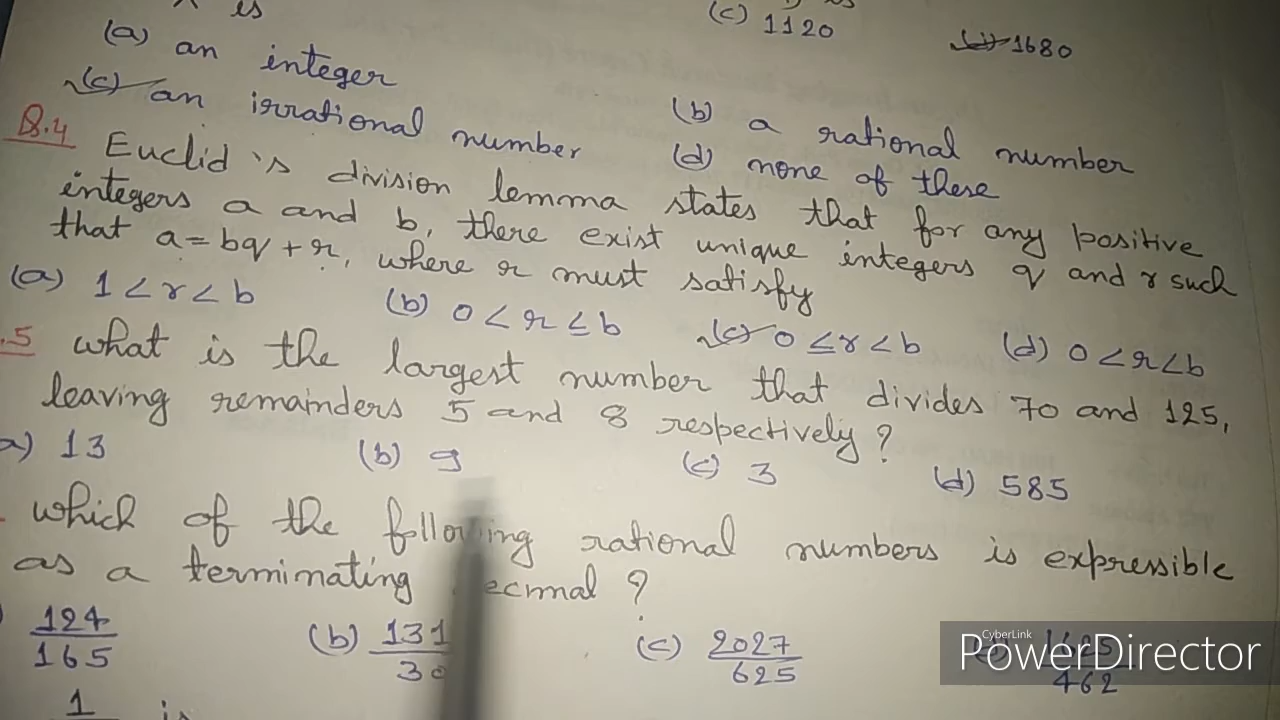 is
(c) 1120
1680
(a) an integer
(b) a rational number
(c) an irrational number
(d) none of these
Q.4 Euclid's division lemma states that for any positive
integers a and b, there exist unique integers q and r such
that a = bq + r, where r must satisfy
(a) 1 < r < b (b) 0 < r ≤ b (c) 0 ≤ r < b (d) 0 < r < b
.5 what is the largest number that divides 70 and 125,
leaving remainders 5 and 8 respectively?
a) 13 (b) 9 (c) 3 (d) 585
which of the following rational numbers is expressible
as a terminating decimal ?
124/165 (b) 131/30 (c) 2027/625 (d) 1625/462
1 is
CyberLink
PowerDirector